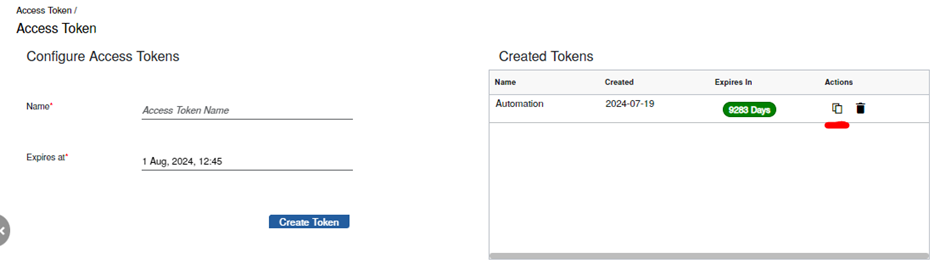 Access Token /
Access Token
Configure Access Tokens
Name*
Access Token Name
Expires at*
1 Aug, 2024, 12:45
Create Token
Created Tokens
Name Created Expires In Actions
Automation 2024-07-19 9283 Days